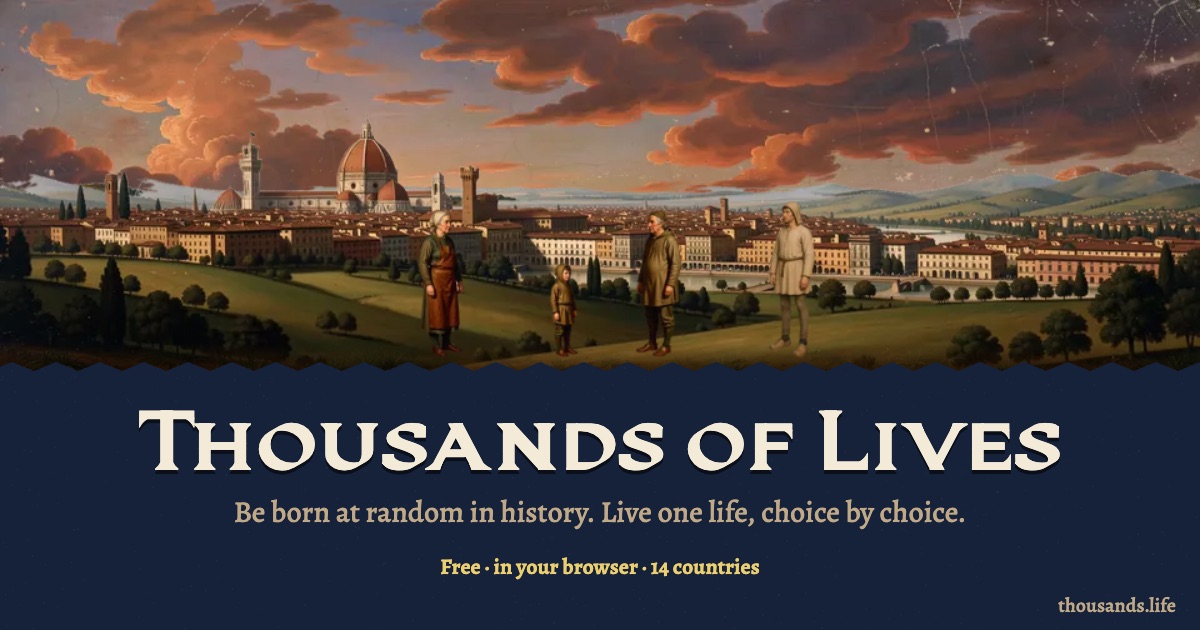 Thousands of Lives
Be born at random in history. Live one life, choice by choice.
Free · in your browser · 14 countries
thousands.life